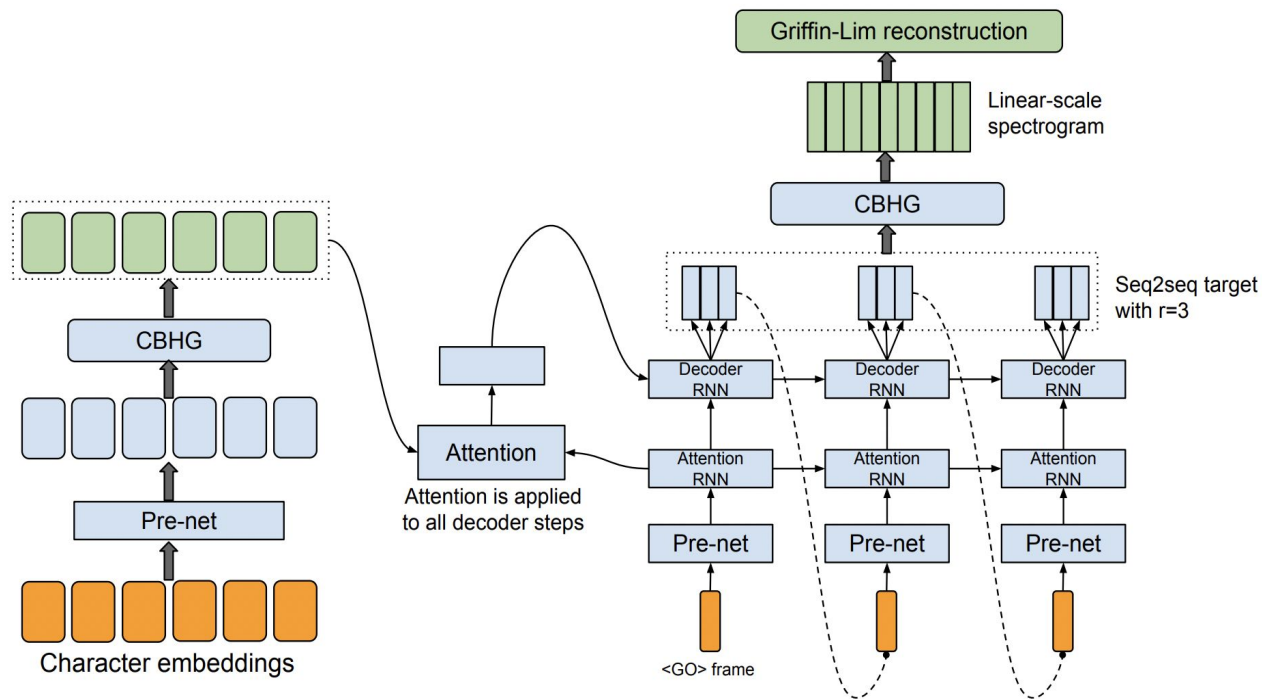 Griffin-Lim reconstruction
Linear-scale
spectrogram
CBHG
Seq2seq target
with r=3
CBHG
Decoder
RNN
Decoder
RNN
Decoder
RNN
Attention
Attention is applied
to all decoder steps
Attention
RNN
Attention
RNN
Attention
RNN
Pre-net
Pre-net
Pre-net
Pre-net
Character embeddings
<GO> frame